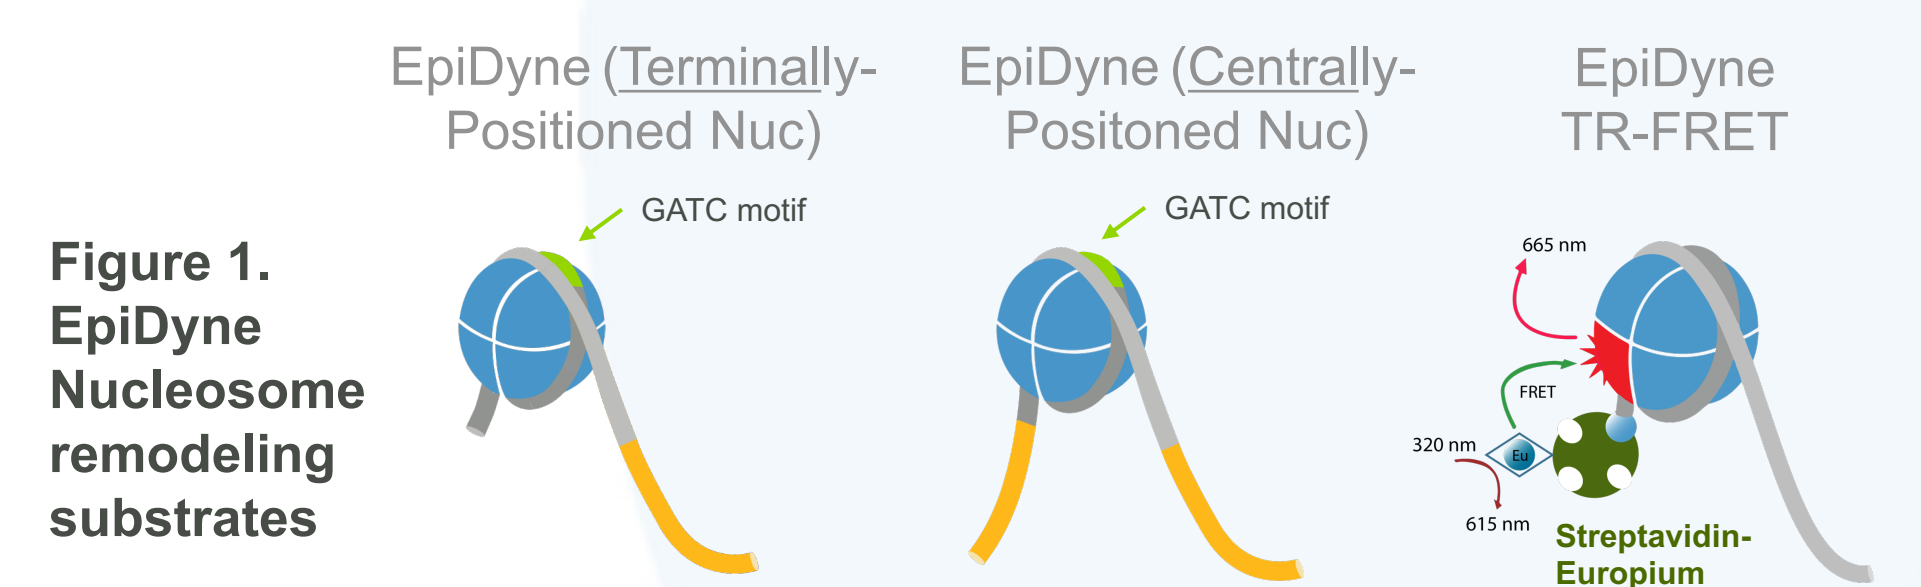 Figure 1.
EpiDyne
Nucleosome
remodeling
substrates
EpiDyne (Terminally-
Positioned Nuc)
GATC motif
EpiDyne (Centrally-
Positoned Nuc)
GATC motif
EpiDyne
TR-FRET
665 nm
FRET
320 nm
Eu
615 nm
Streptavidin-
Europium